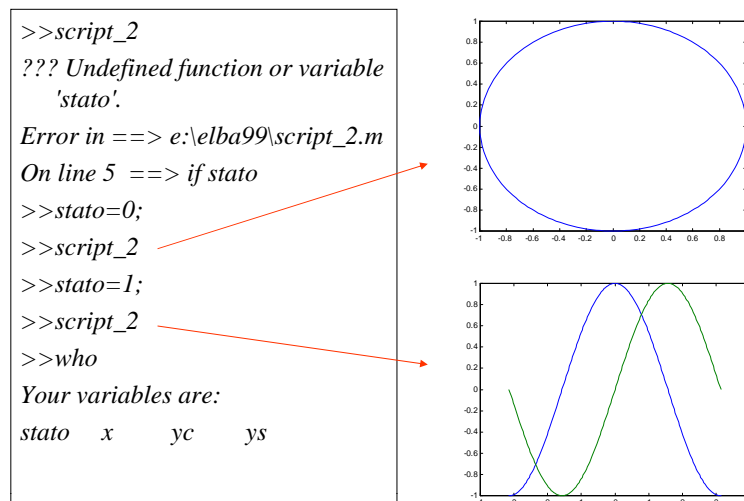 >>script_2
??? Undefined function or variable
'stato'.
Error in ==> e:\elba99\script_2.m
On line 5 ==> if stato
>>stato=0;
>>script_2
>>stato=1;
>>script_2
>>who
Your variables are:
stato x yc ys
1
0.8
0.6
0.4
0.2
0
-0.2
-0.4
-0.6
-0.8
-1
-1 -0.8 -0.6 -0.4 -0.2 0 0.2 0.4 0.6 0.8
1
0.8
0.6
0.4
0.2
0
-0.2
-0.4
-0.6
-0.8
-1